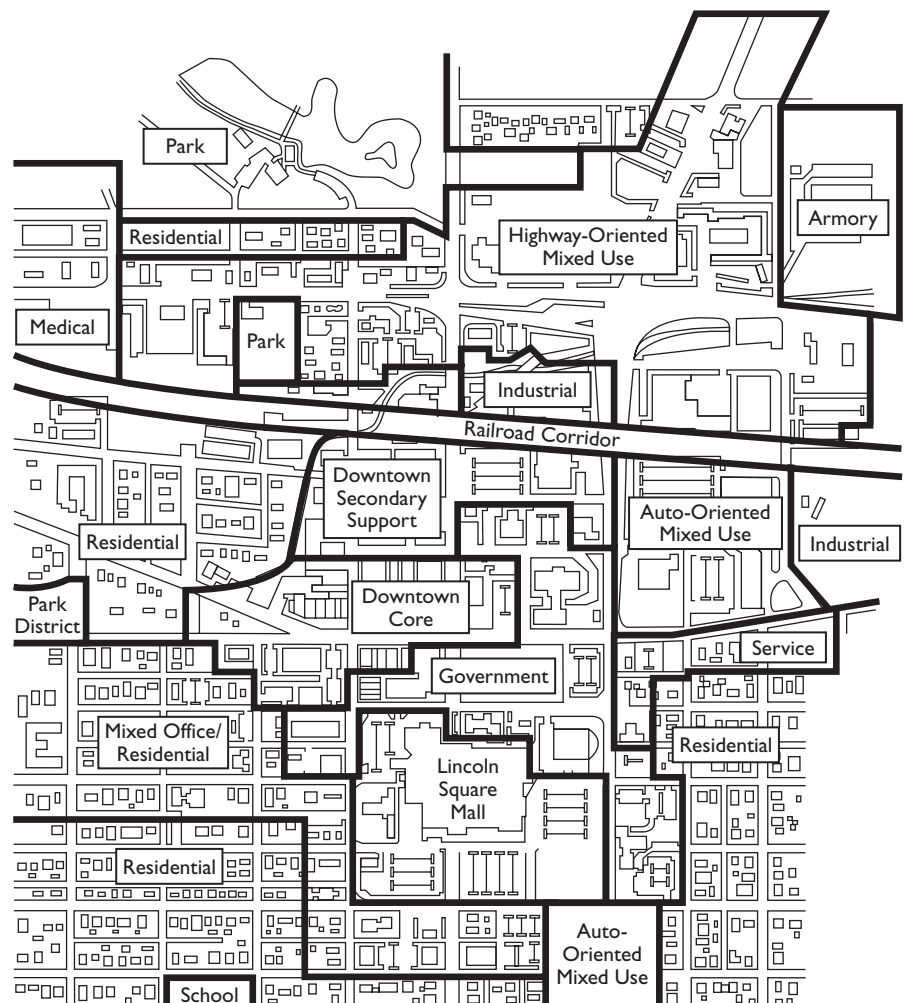 Park
Armory
Residential
Highway-Oriented
Mixed Use
Medical
Park
Industrial
Railroad Corridor
Downtown
Secondary
Support
Auto-Oriented
Mixed Use
Residential
Industrial
Park
District
Downtown
Core
Service
Government
Mixed Office/
Residential
Residential
Lincoln
Square
Mall
Residential
Auto-
Oriented
Mixed Use
School